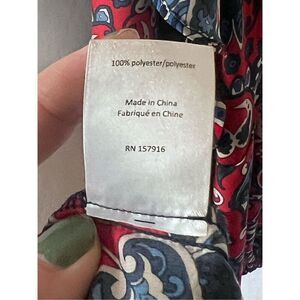 100% polyester/polyester
Made in China
Fabriqué en Chine
RN 157916